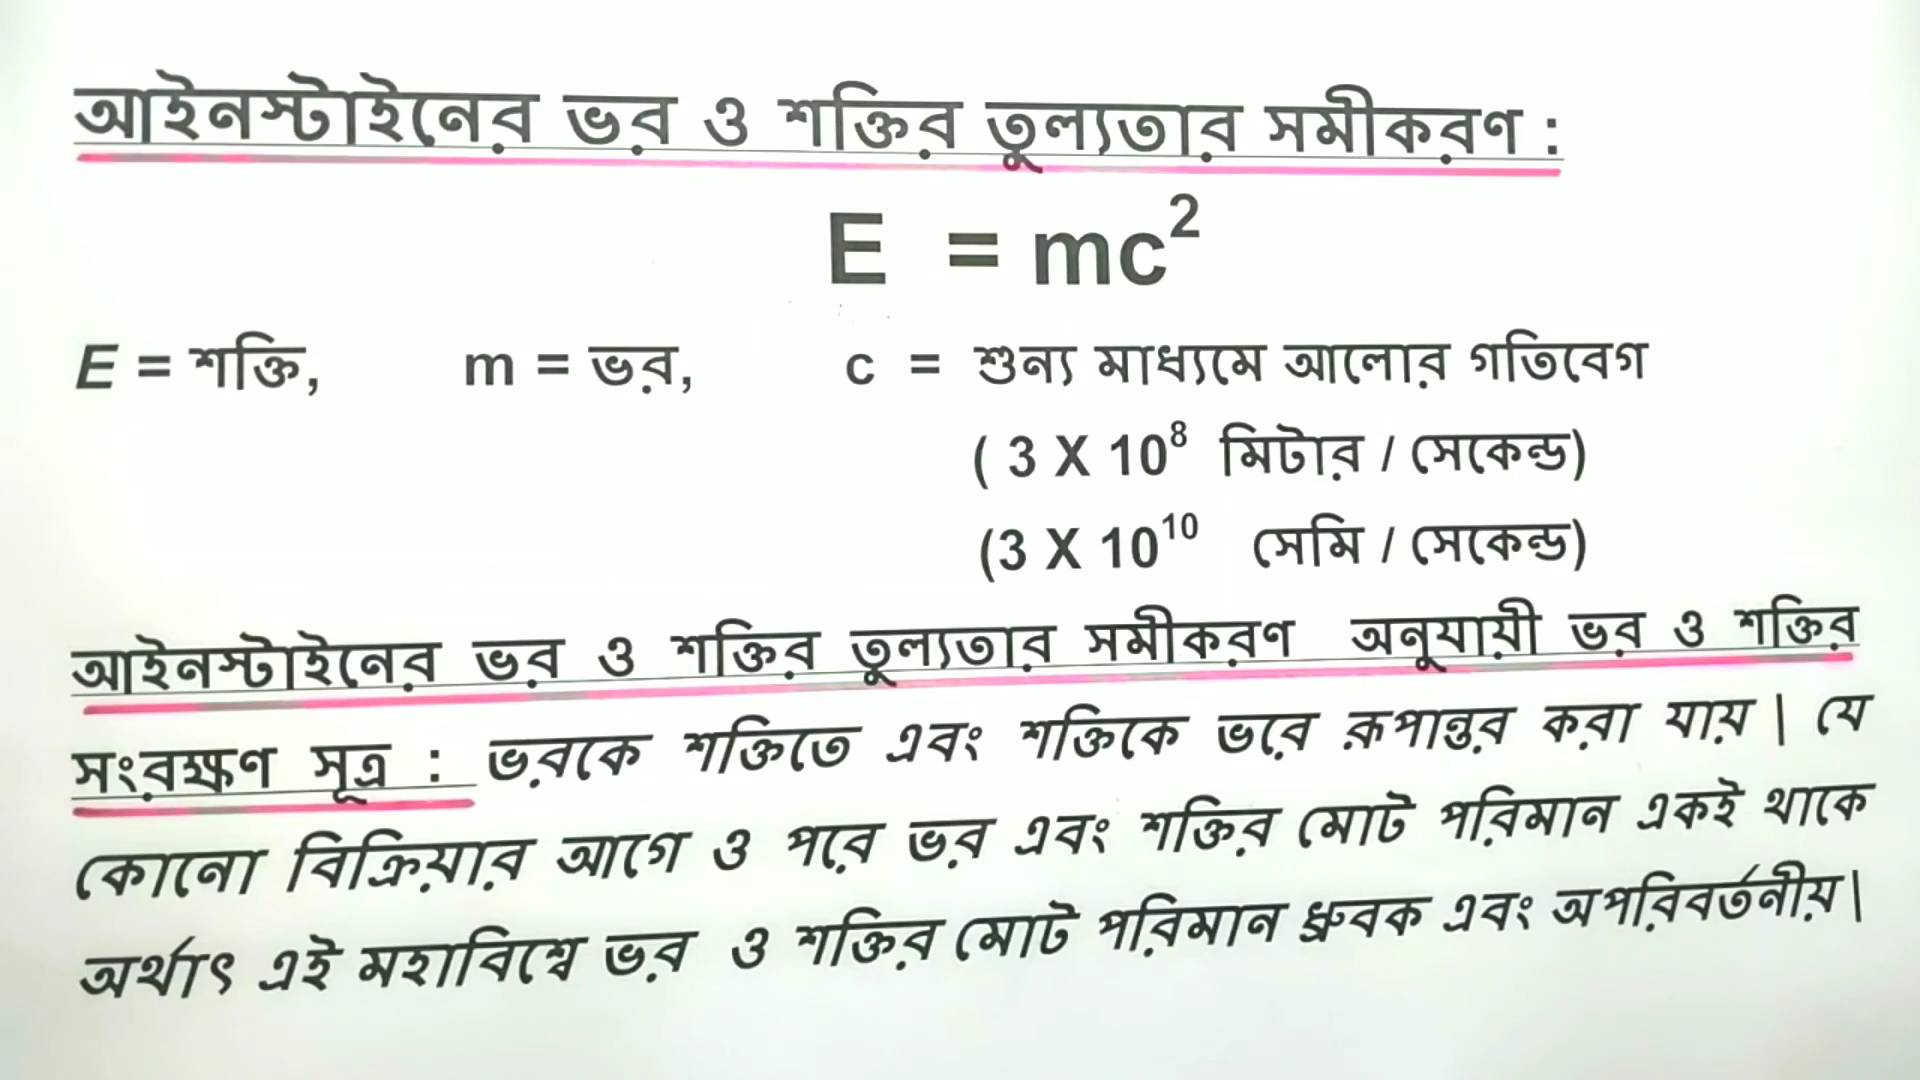 আইনস্টাইনের ভর ও শক্তির তুল্যতার সমীকরণ :
E = mc²
E = শক্তি, m = ভর, c = শুন্য মাধ্যমে আলোর গতিবেগ
( 3 X 10⁸ মিটার / সেকেন্ড)
(3 X 10¹⁰ সেমি / সেকেন্ড)
আইনস্টাইনের ভর ও শক্তির তুল্যতার সমীকরণ অনুযায়ী ভর ও শক্তির
সংরক্ষণ সূত্র : ভরকে শক্তিতে এবং শক্তিকে ভরে রূপান্তর করা যায় | যে
কোনো বিক্রিয়ার আগে ও পরে ভর এবং শক্তির মোট পরিমান একই থাকে
অর্থাৎ এই মহাবিশ্বে ভর ও শক্তির মোট পরিমান ধ্রুবক এবং অপরিবর্তনীয় |